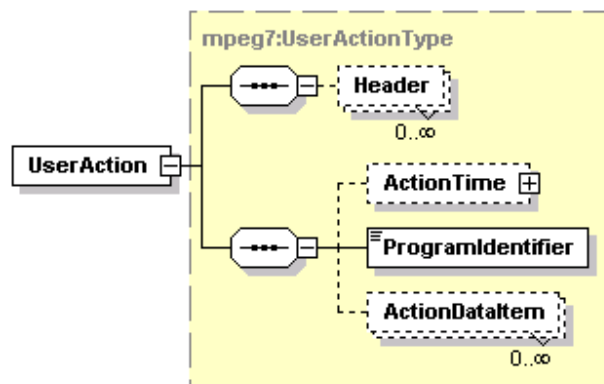 mpeg7:UserActionType
Header
0..∞
UserAction
ActionTime
ProgramIdentifier
ActionDataItem
0..∞